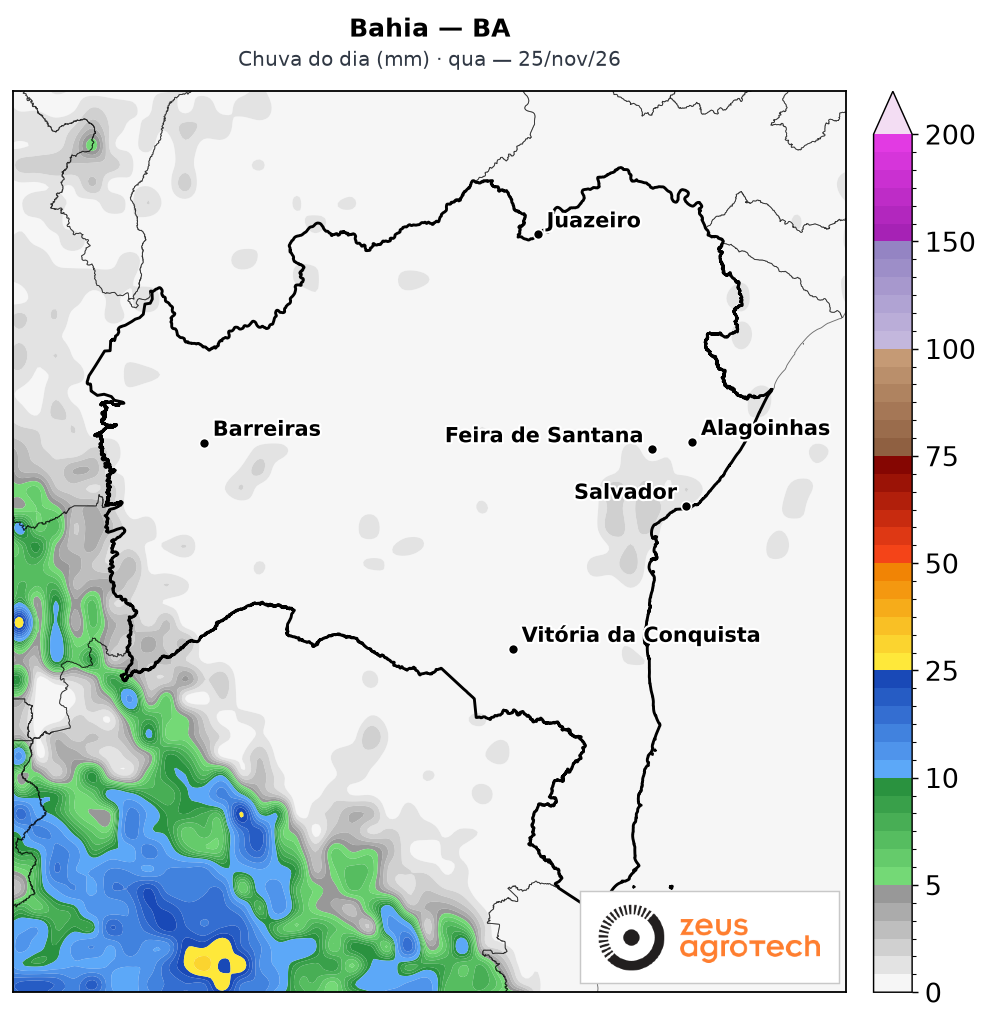 Bahia — BA
Chuva do dia (mm) · qua — 25/nov/26
Juazeiro
Barreiras
Feira de Santana
Alagoinhas
Salvador
Vitória da Conquista
200
150
100
75
50
25
10
5
0
zeus
agrotech